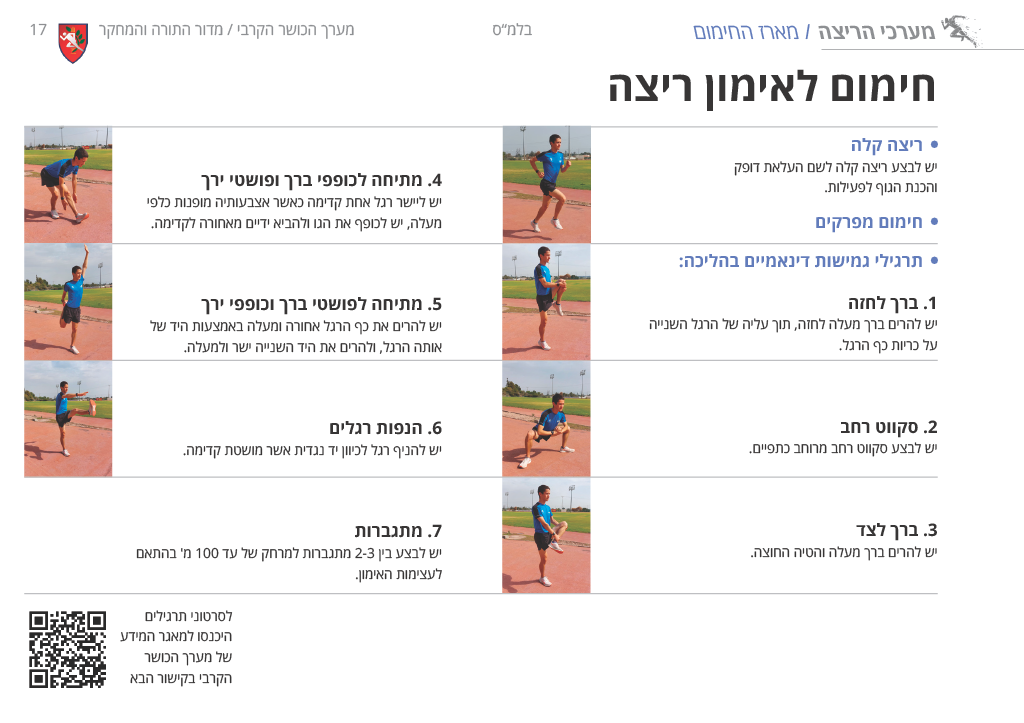 מערכי הריצה / מארז החימום
בלמ"ס
מערך הכושר הקרבי / מדור התורה והמחקר
17
חימום לאימון ריצה
• ריצה קלה
יש לבצע ריצה קלה לשם העלאת דופק
והכנת הגוף לפעילות.
• חימום מפרקים
• תרגילי גמישות דינאמיים בהליכה:
1. ברך לחזה
יש להרים ברך מעלה לחזה, תוך עליה של הרגל השנייה
על כריות כף הרגל.
2. סקווט רחב
יש לבצע סקווט רחב מרוחב כתפיים.
3. ברך לצד
יש להרים ברך מעלה והטיה החוצה.
4. מתיחה לכופפי ברך ופושטי ירך
יש ליישר רגל אחת קדימה כאשר אצבעותיה מופנות כלפי
מעלה, יש לכופף את הגו ולהביא ידיים מאחורה לקדימה.
5. מתיחה לפושטי ברך וכופפי ירך
יש להרים את כף הרגל אחורה ומעלה באמצעות היד של
אותה הרגל, ולהרים את היד השנייה ישר ולמעלה.
6. הנפות רגלים
יש להניף רגל לכיוון יד נגדית אשר מושטת קדימה.
7. מתגברות
יש לבצע בין 2-3 מתגברות למרחק של עד 100 מ' בהתאם
לעצימות האימון.
לסרטוני תרגילים
היכנסו למאגר המידע
של מערך הכושר
הקרבי בקישור הבא